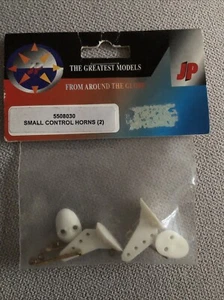 THE GREATEST MODELS
JP
FROM AROUND THE GLOBE
5508030
SMALL CONTROL HORNS (2)